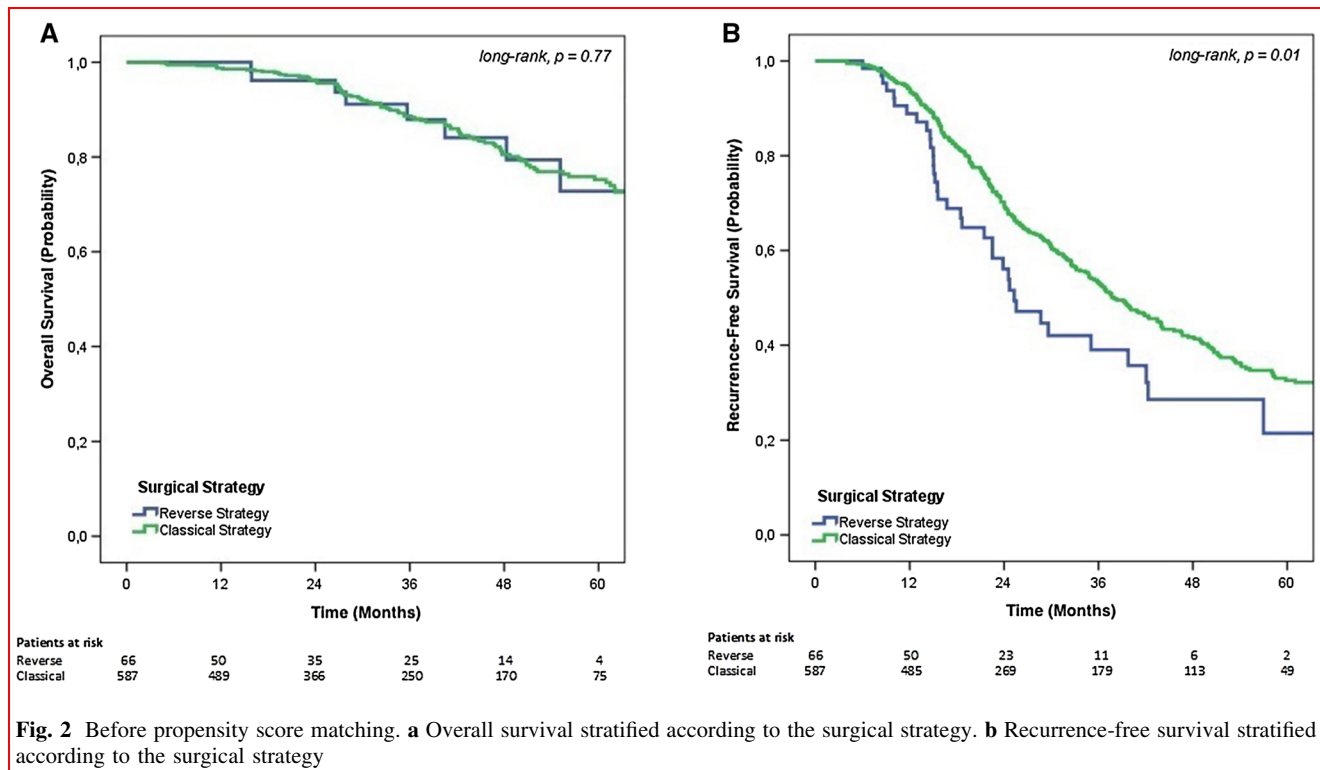 A
long-rank, p = 0.77
1,0
0,8
0,6
0,4
0,2
0,0
Overall Survival (Probability)
Surgical Strategy
Reverse Strategy
Classical Strategy
0 12 24 36 48 60
Time (Months)
Patients at risk
Reverse 66 50 35 25 14 4
Classical 587 489 366 250 170 75
B
long-rank, p = 0.01
1,0
0,8
0,6
0,4
0,2
0,0
Recurrence-Free Survival (Probability)
Surgical Strategy
Reverse Strategy
Classical Strategy
0 12 24 36 48 60
Time (Months)
Patients at risk
Reverse 66 50 23 11 6 2
Classical 587 485 269 179 113 49
Fig. 2 Before propensity score matching. a Overall survival stratified according to the surgical strategy. b Recurrence-free survival stratified
according to the surgical strategy